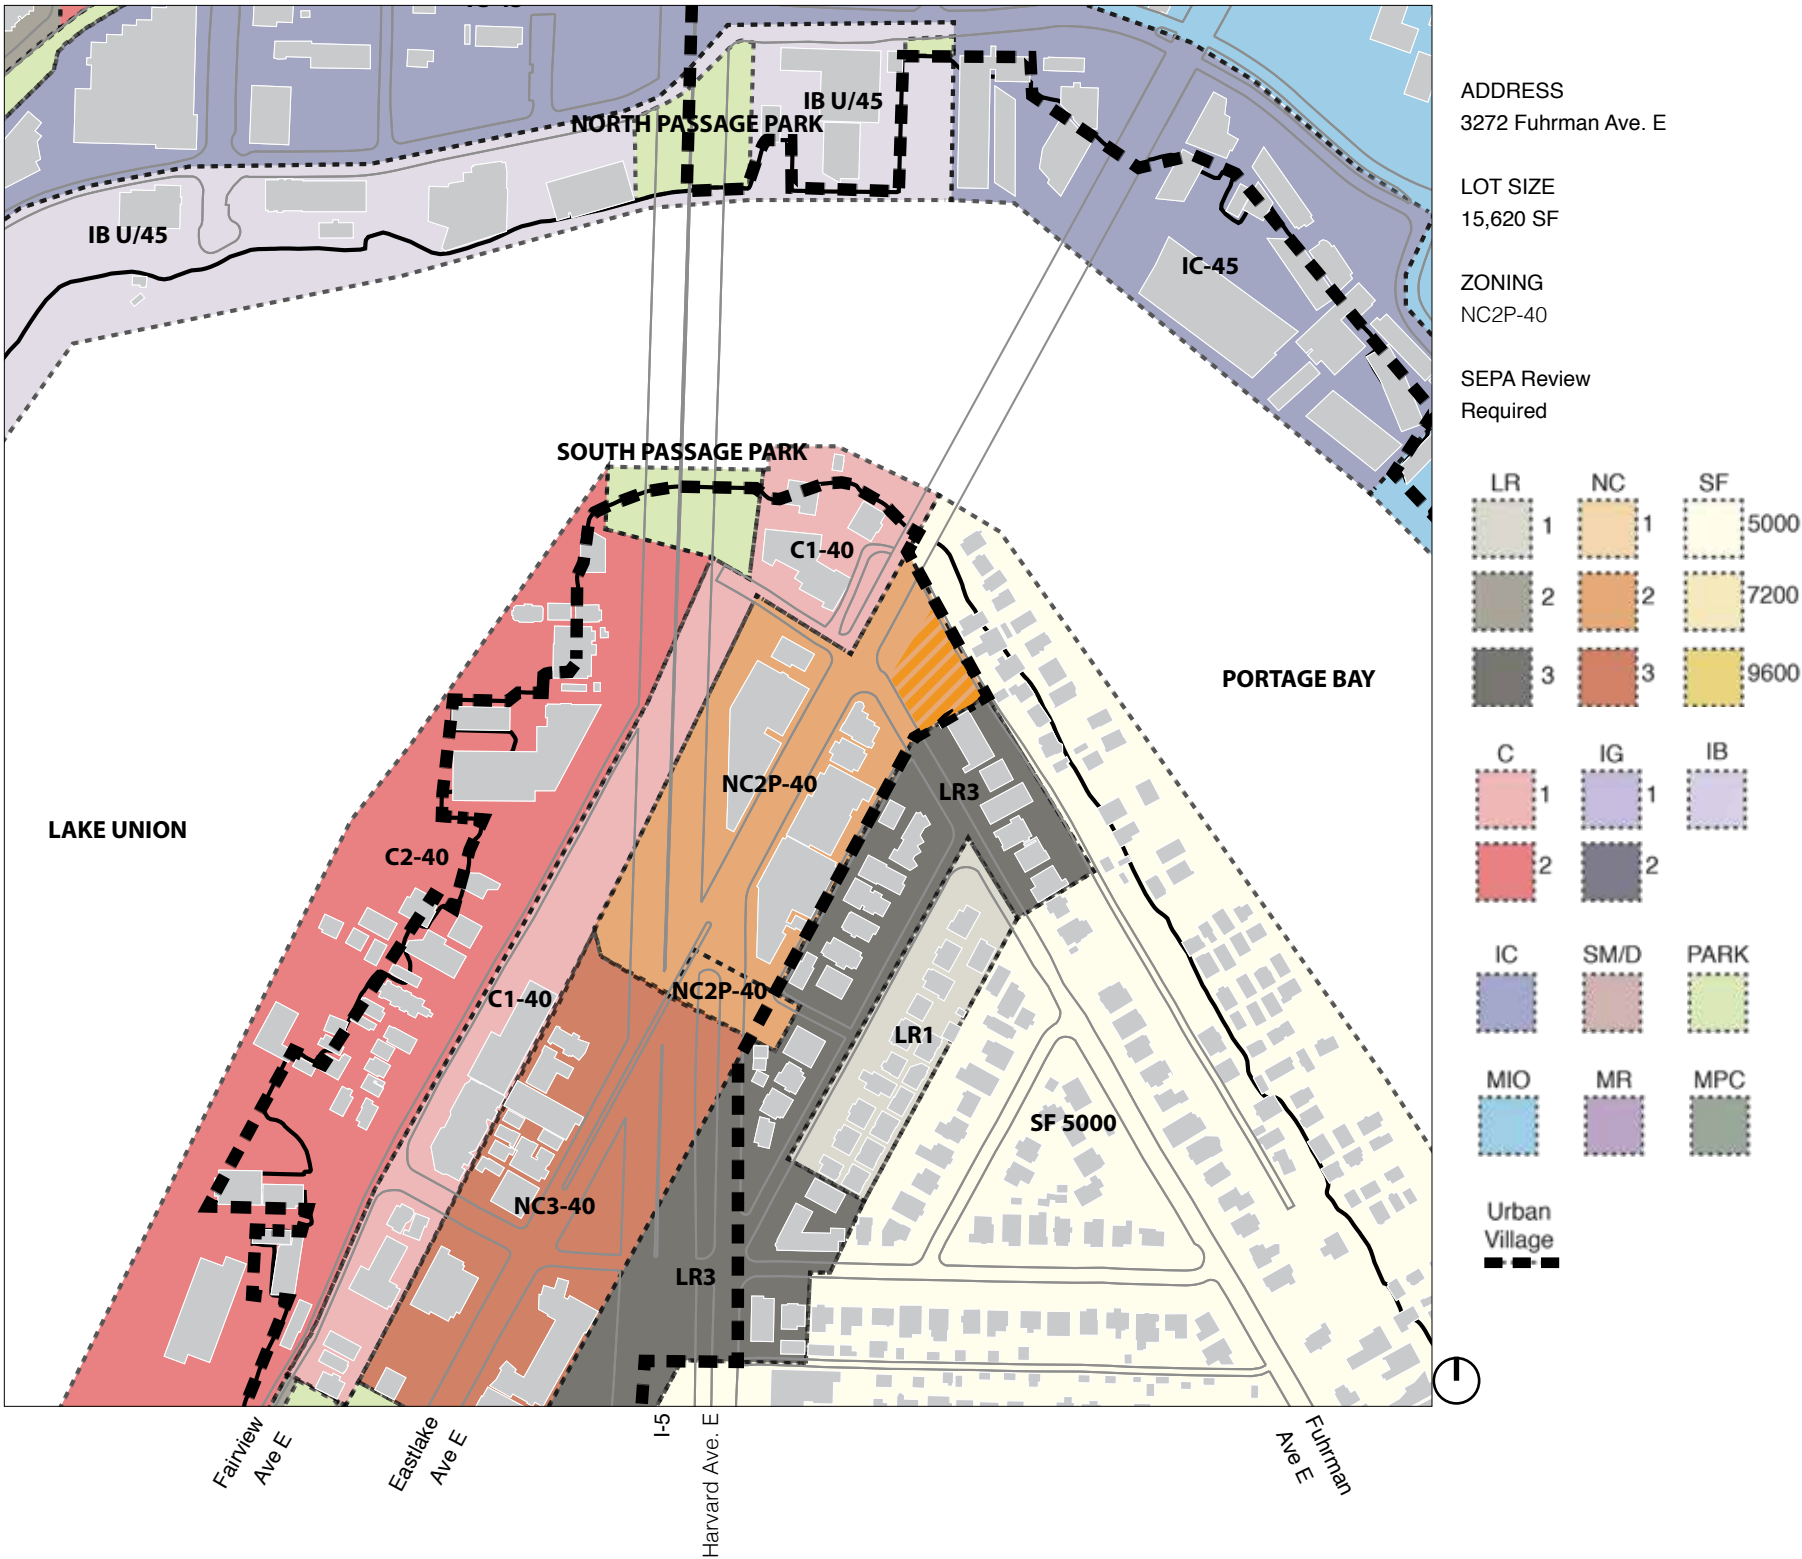 NORTH PASSAGE PARK
IB U/45
IB U/45
IC-45
SOUTH PASSAGE PARK
C1-40
PORTAGE BAY
NC2P-40
LR3
LAKE UNION
C2-40
C1-40
NC2P-40
LR1
SF 5000
NC3-40
LR3
Fairview
Ave E
Eastlake
Ave E
I-5
Harvard Ave. E
Fuhrman
Ave E
ADDRESS
3272 Fuhrman Ave. E
LOT SIZE
15,620 SF
ZONING
NC2P-40
SEPA Review
Required
LR NC SF
1 1 5000
2 2 7200
3 3 9600
C IG IB
1 1
2 2
IC SM/D PARK
MIO MR MPC
Urban
Village